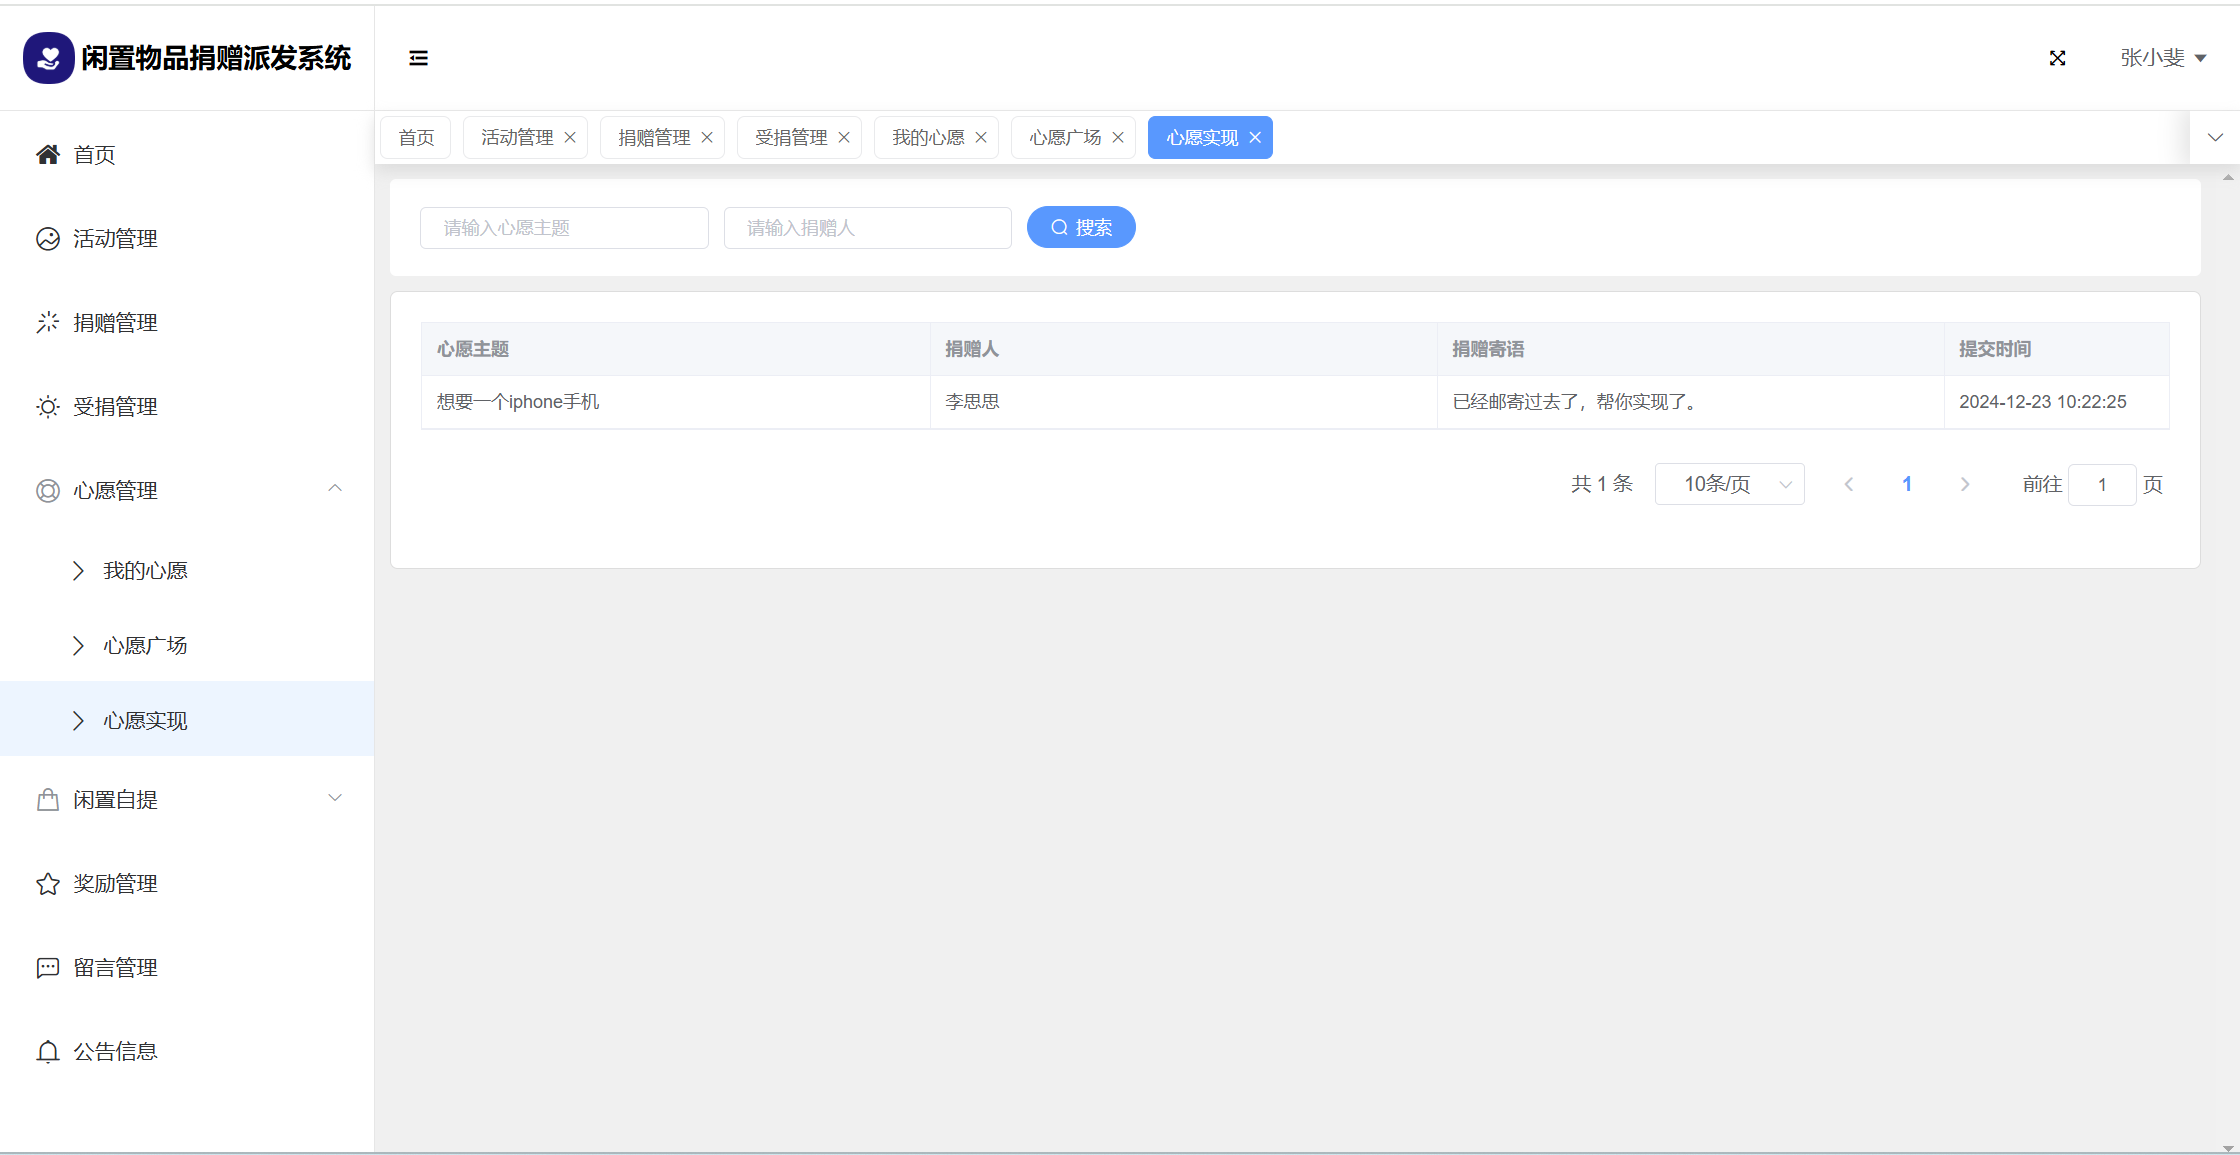 闲置物品捐赠派发系统
张小斐
首页
活动管理
捐赠管理
受捐管理
心愿管理
我的心愿
心愿广场
心愿实现
闲置自提
奖励管理
留言管理
公告信息
首页 活动管理 捐赠管理 受捐管理 我的心愿 心愿广场 心愿实现
请输入心愿主题 请输入捐赠人 搜索
心愿主题 捐赠人 捐赠寄语 提交时间
想要一个iphone手机 李思思 已经邮寄过去了，帮你实现了。 2024-12-23 10:22:25
共 1 条 10条/页 1 前往 1 页